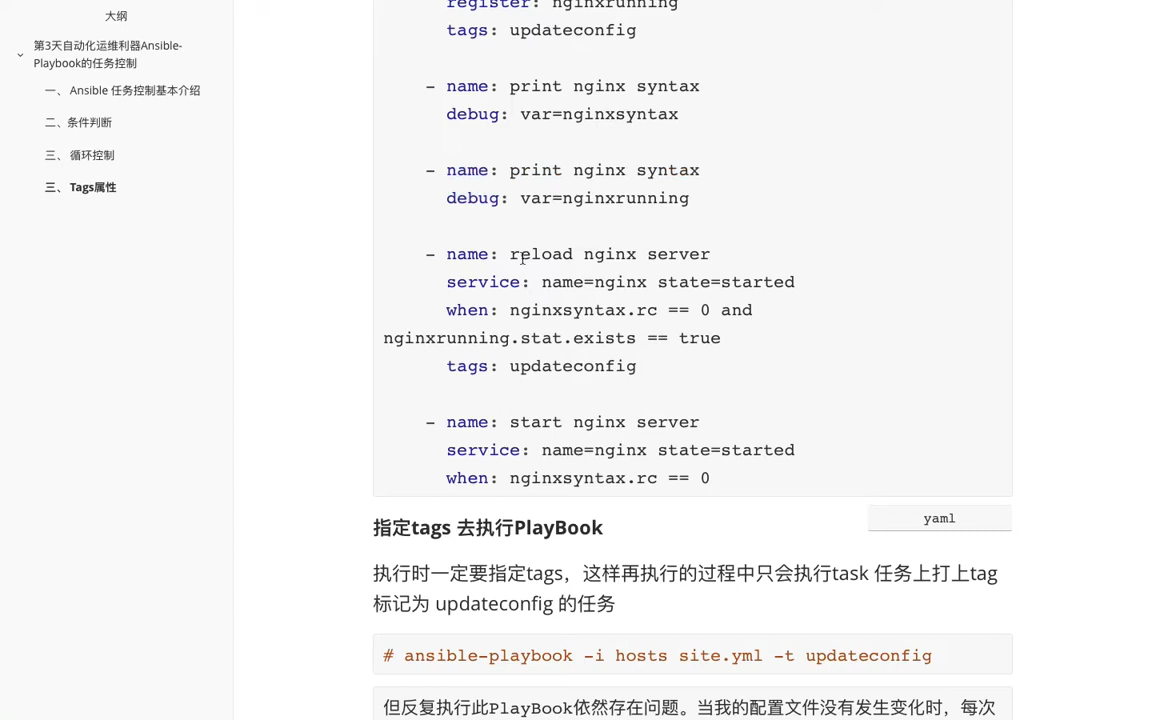 大纲
第3天自动化运维利器Ansible-
Playbook的任务控制
一、 Ansible 任务控制基本介绍
二、条件判断
三、 循环控制
三、 Tags属性
register: nginxrunning
tags: updateconfig
- name: print nginx syntax
debug: var=nginxsyntax
- name: print nginx syntax
debug: var=nginxrunning
- name: reload nginx server
service: name=nginx state=started
when: nginxsyntax.rc == 0 and
nginxrunning.stat.exists == true
tags: updateconfig
- name: start nginx server
service: name=nginx state=started
when: nginxsyntax.rc == 0
yaml
指定tags 去执行PlayBook
执行时一定要指定tags，这样再执行的过程中只会执行task 任务上打上tag
标记为 updateconfig 的任务
# ansible-playbook -i hosts site.yml -t updateconfig
但反复执行此PlayBook依然存在问题。当我的配置文件没有发生变化时，每次